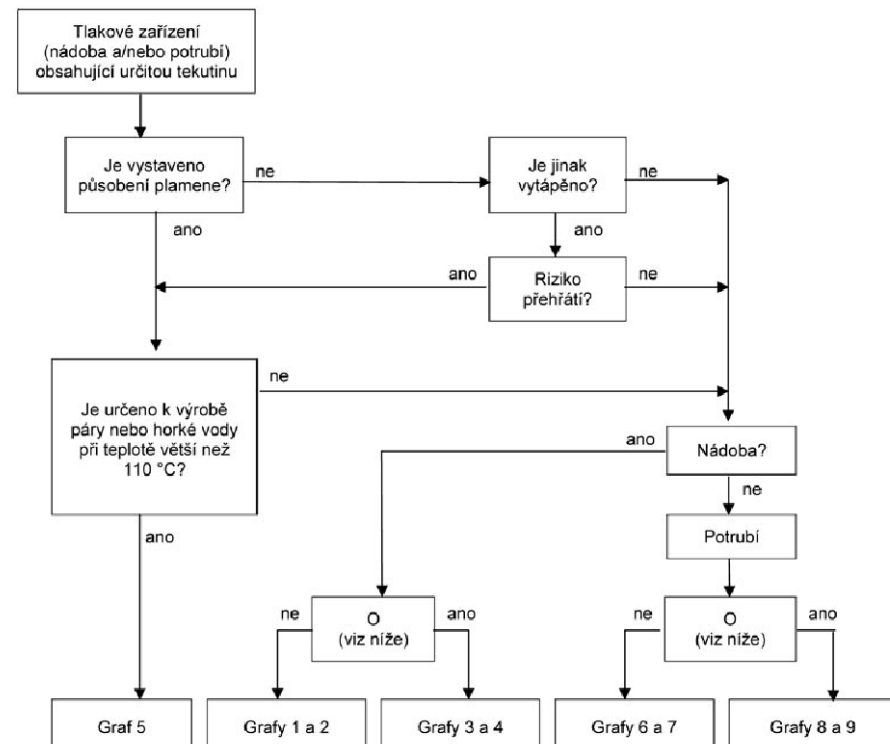 Tlakové zařízení
(nádoba a/nebo potrubí)
obsahující určitou tekutinu
Je vystaveno
působení plamene?
ne
Je jinak
vytápěno?
ne
ano
ano
ano
Riziko
přehřátí?
ne
Je určeno k výrobě
páry nebo horké vody
při teplotě větší než
110 °C?
ne
ano
Nádoba?
ne
ano
Potrubí
ne
O
(viz níže)
ano
ne
O
(viz níže)
ano
Graf 5
Grafy 1 a 2
Grafy 3 a 4
Grafy 6 a 7
Grafy 8 a 9